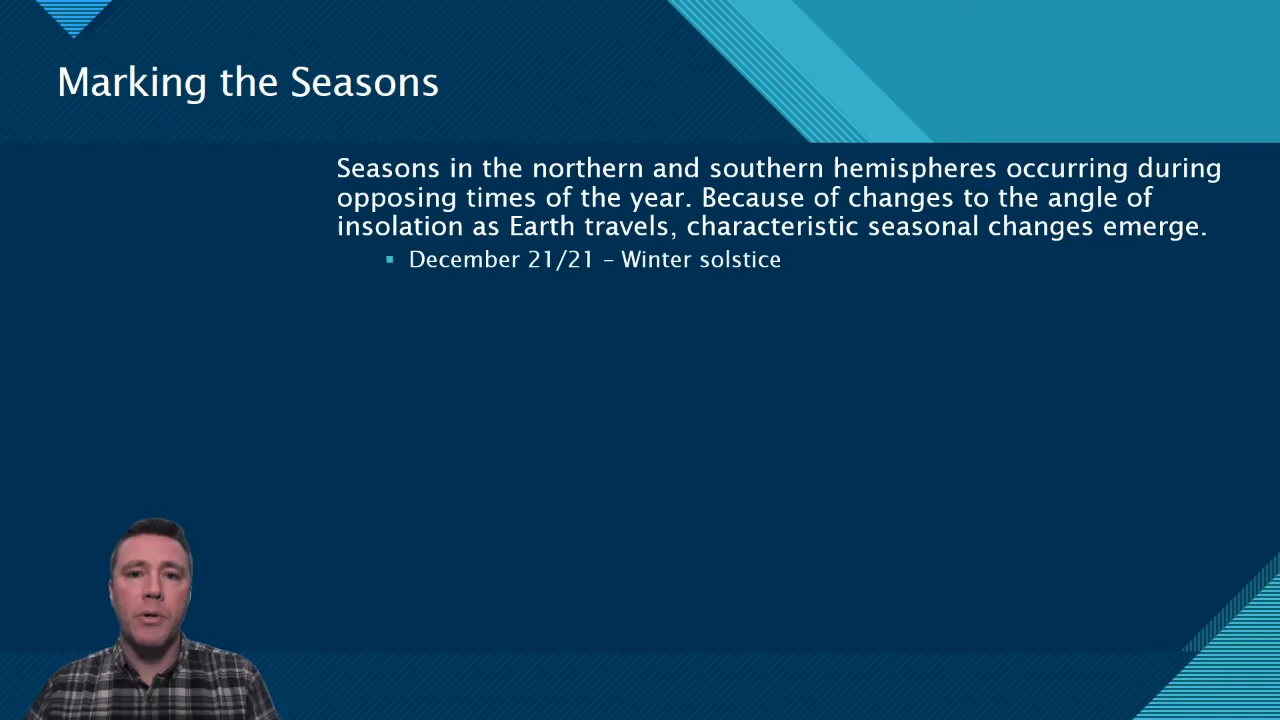 Marking the Seasons
Seasons in the northern and southern hemispheres occurring during
opposing times of the year. Because of changes to the angle of
insolation as Earth travels, characteristic seasonal changes emerge.
▪ December 21/21 – Winter solstice